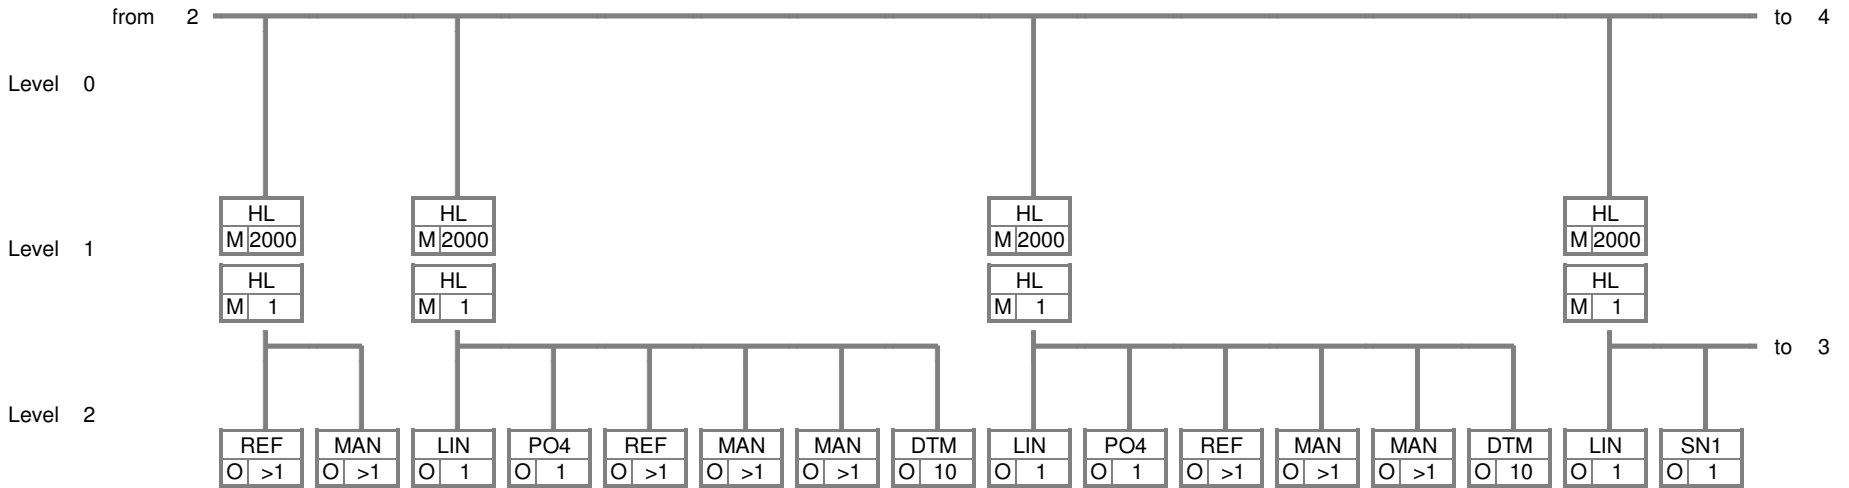 from 2 to 4
Level 0
HL HL HL HL
M 2000 M 2000 M 2000 M 2000
Level 1
HL HL HL HL
M 1 M 1 M 1 M 1
to 3
Level 2
REF MAN LIN PO4 REF MAN MAN DTM LIN PO4 REF MAN MAN DTM LIN SN1
O >1 O >1 O 1 O 1 O >1 O >1 O >1 O 10 O 1 O 1 O >1 O >1 O >1 O 10 O 1 O 1